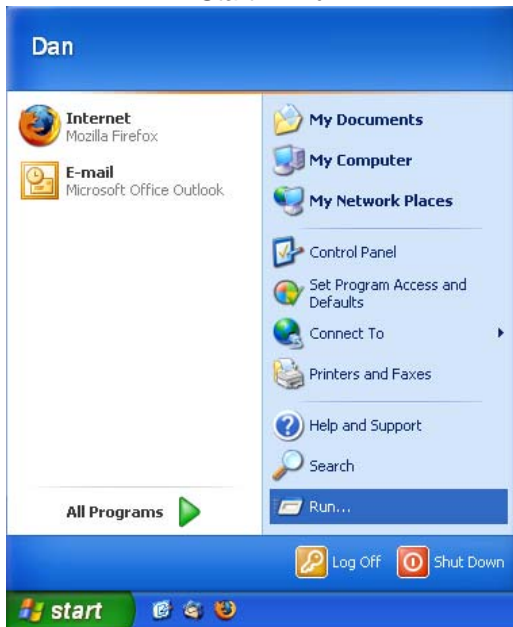 Dan
Internet
Mozilla Firefox
E-mail
Microsoft Office Outlook
All Programs
My Documents
My Computer
My Network Places
Control Panel
Set Program Access and
Defaults
Connect To
Printers and Faxes
Help and Support
Search
Run...
Log Off
Shut Down
start